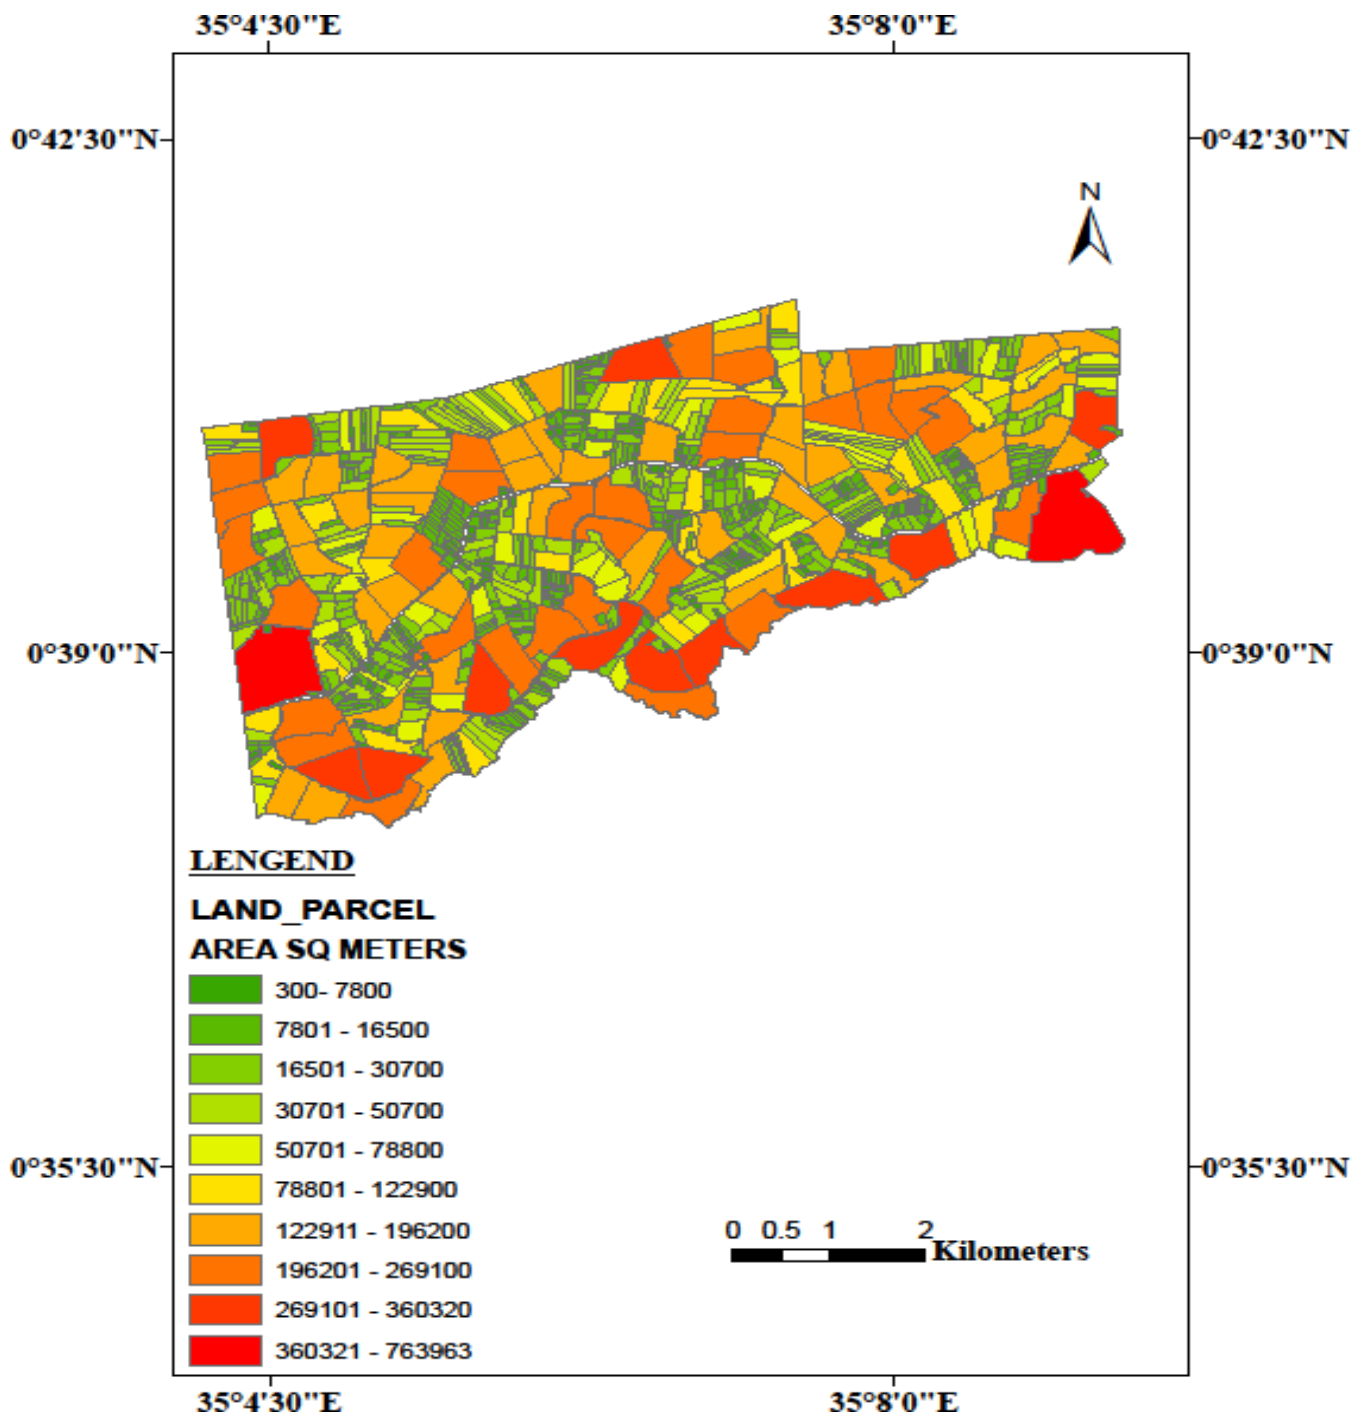 35°4'30"E 35°8'0"E
0°42'30"N 0°42'30"N
N
0°39'0"N 0°39'0"N
LENGEND
LAND_PARCEL
AREA SQ METERS
300- 7800
7801 - 16500
16501 - 30700
30701 - 50700
50701 - 78800
0°35'30"N 0°35'30"N
78801 - 122900
122911 - 196200
196201 - 269100
269101 - 360320
360321 - 763963
0 0.5 1 2
Kilometers
35°4'30"E 35°8'0"E